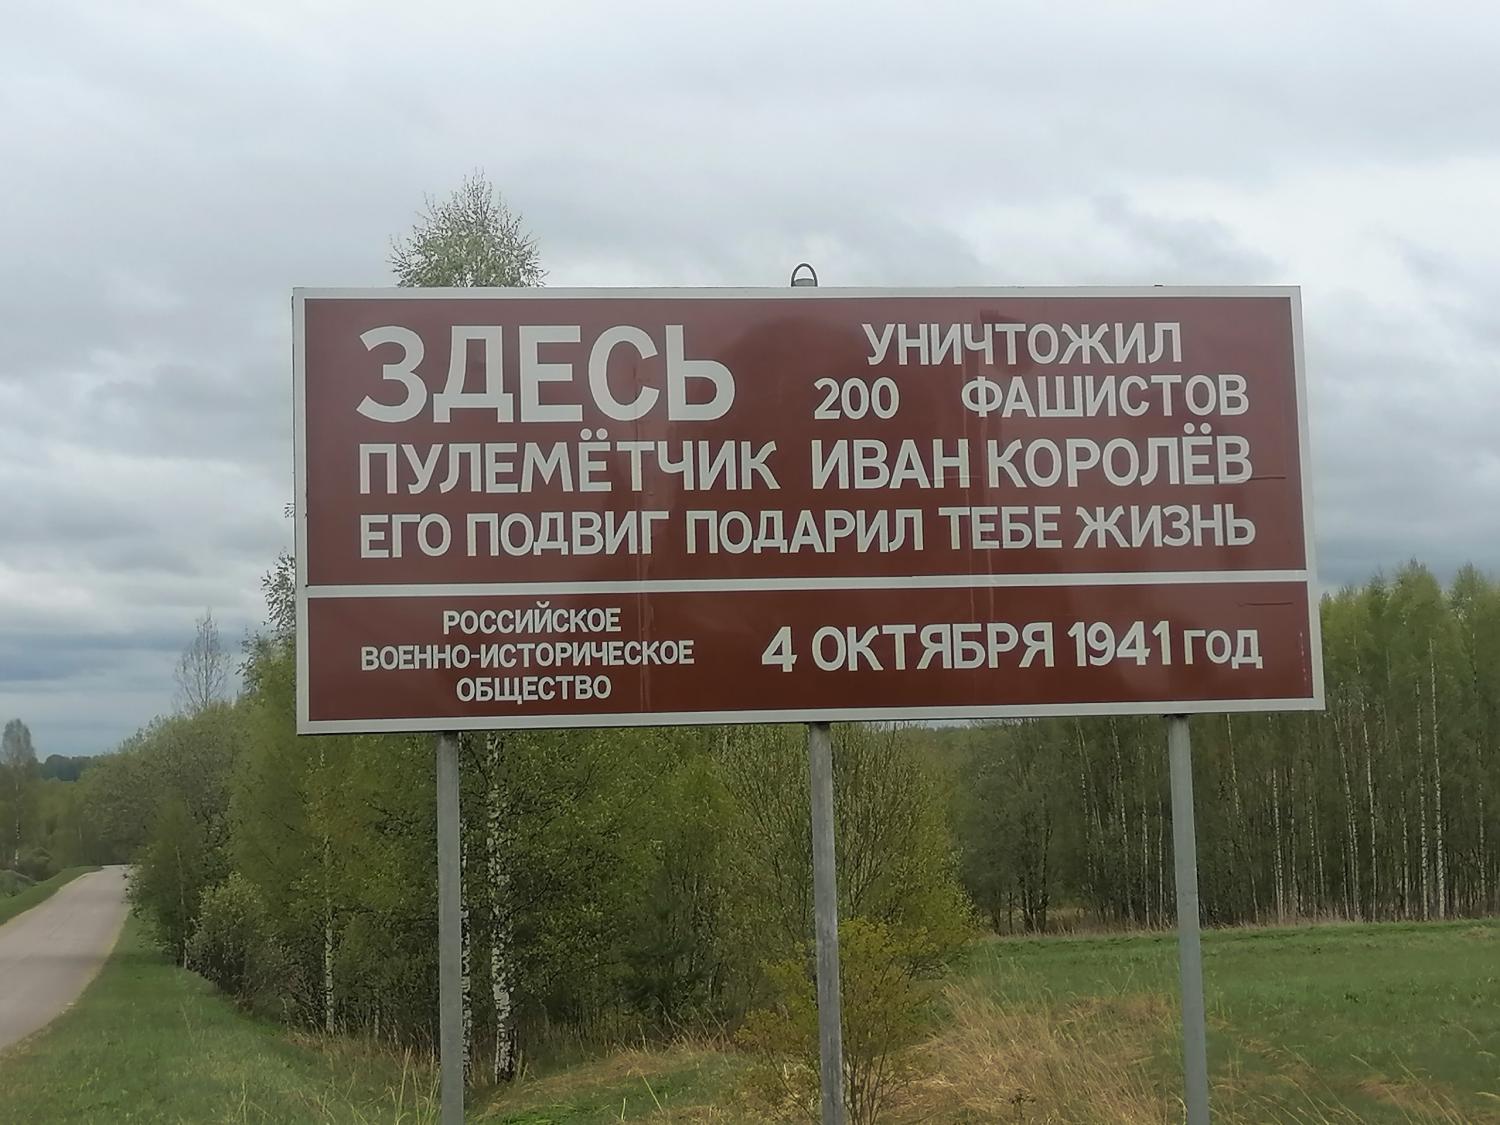 ЗДЕСЬ УНИЧТОЖИЛ
200 ФАШИСТОВ
ПУЛЕМЁТЧИК ИВАН КОРОЛЁВ
ЕГО ПОДВИГ ПОДАРИЛ ТЕБЕ ЖИЗНЬ
РОССИЙСКОЕ
ВОЕННО-ИСТОРИЧЕСКОЕ
ОБЩЕСТВО
4 ОКТЯБРЯ 1941 год